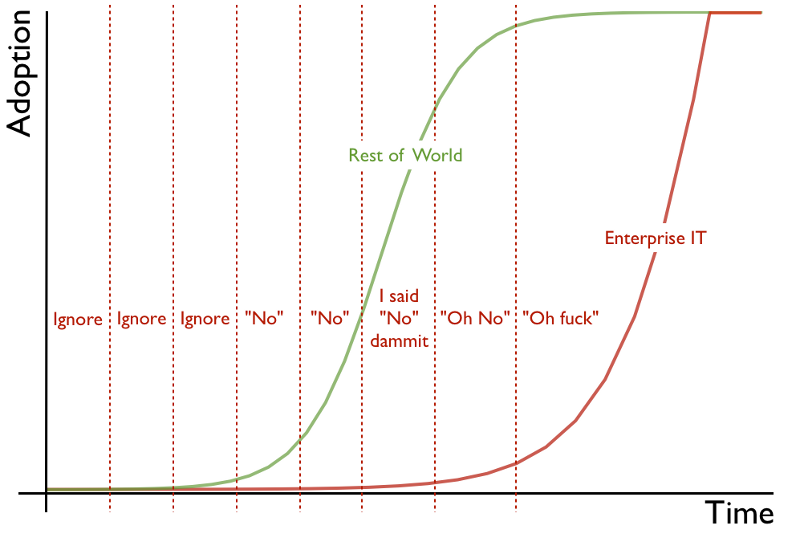 Adoption
Rest of World
Enterprise IT
Ignore
Ignore
Ignore
"No"
"No"
I said
"No"
dammit
"Oh No"
"Oh fuck"
Time